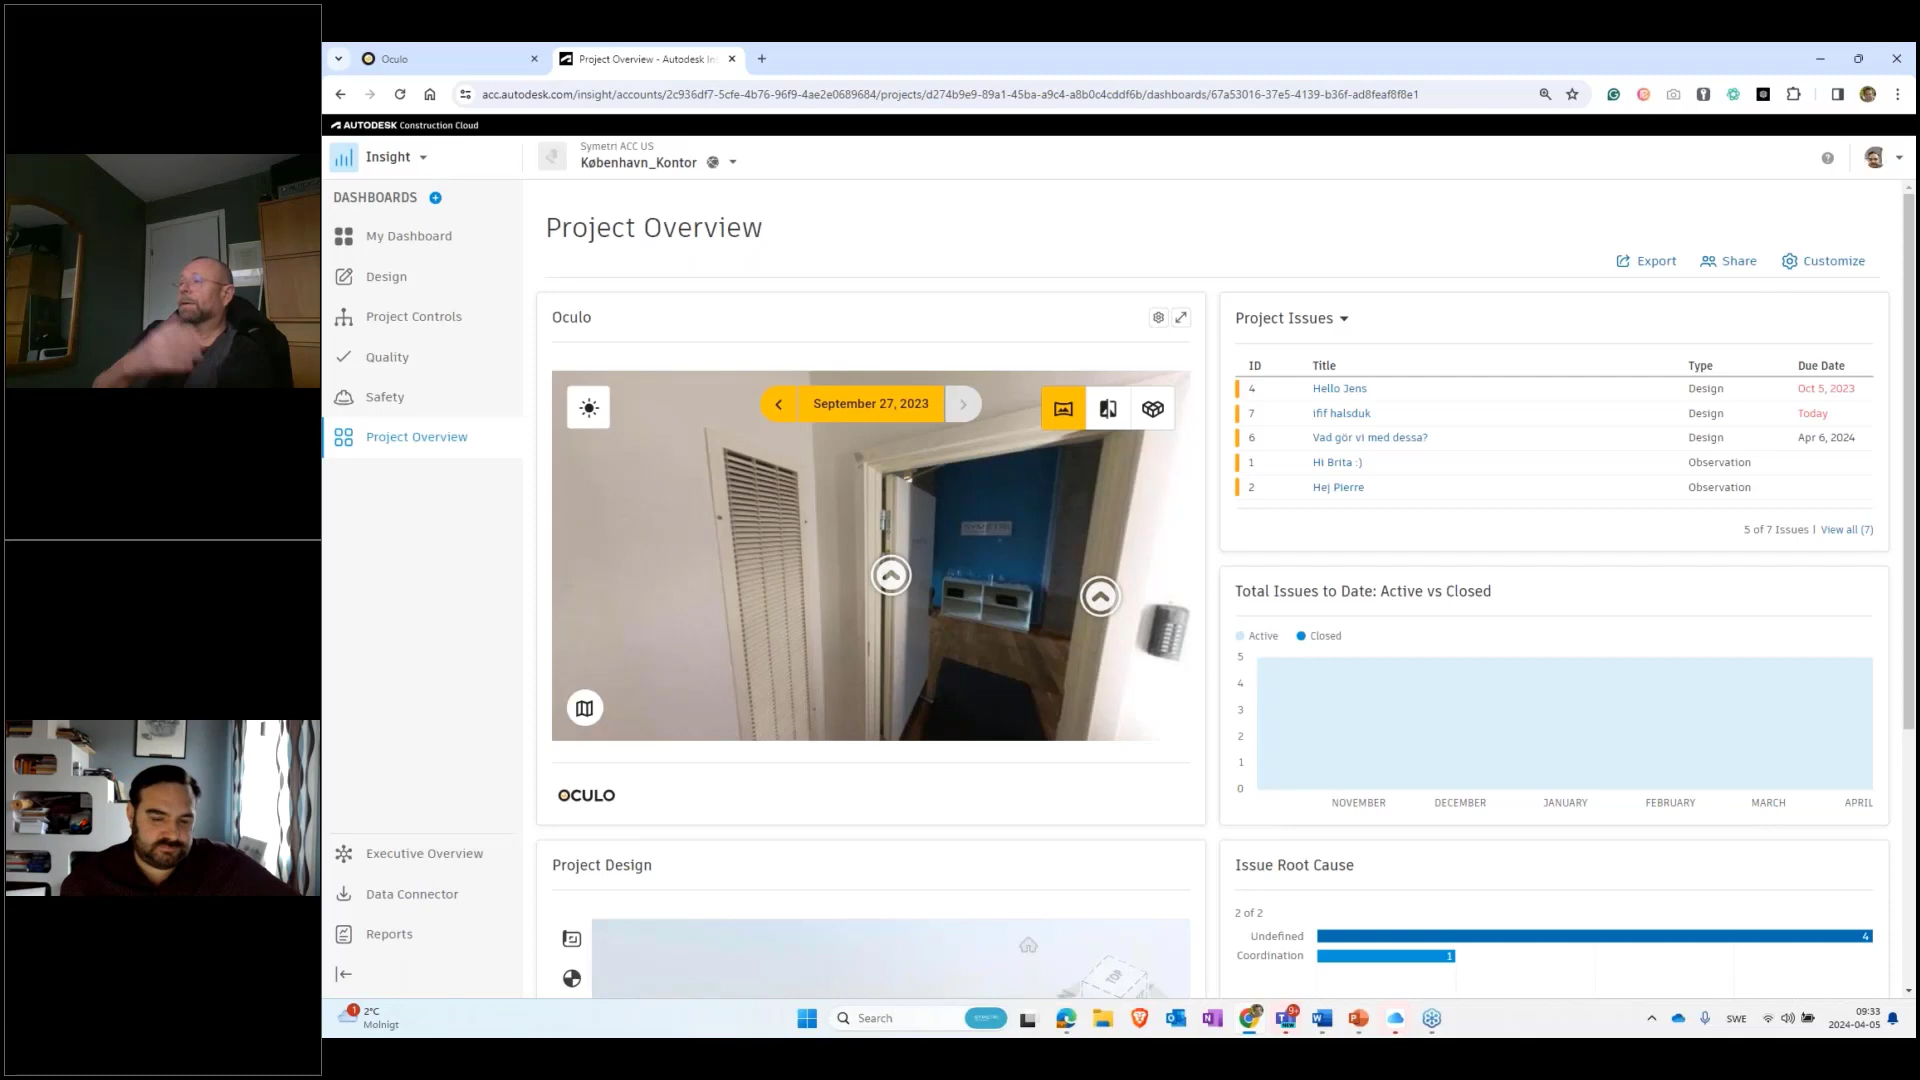 Oculo
Project Overview - Autodesk In
acc.autodesk.com/insight/accounts/2c936df7-5cfe-4b76-96f9-4ae2e0689684/projects/d274b9e9-89a1-45ba-a9c4-a8b0c4cddf6b/dashboards/67a53016-37e5-4139-b36f-ad8feaf8f8e1
AUTODESK Construction Cloud
Insight
Symetri ACC US
København_Kontor
DASHBOARDS
My Dashboard
Design
Project Controls
Quality
Safety
Project Overview
Executive Overview
Data Connector
Reports
Project Overview
Export
Share
Customize
Oculo
September 27, 2023
SYMETRI
OCULO
Project Issues
ID Title Type Due Date
4 Hello Jens Design Oct 5, 2023
7 ifif halsduk Design Today
6 Vad gör vi med dessa? Design Apr 6, 2024
1 Hi Brita :) Observation
2 Hej Pierre Observation
5 of 7 Issues | View all (7)
Total Issues to Date: Active vs Closed
Active Closed
5
4
3
2
1
0
NOVEMBER DECEMBER JANUARY FEBRUARY MARCH APRIL
Project Design
TOP
Issue Root Cause
2 of 2
Undefined 4
Coordination 1
1
2°C
Molnigt
Search
SYMETRI
9+
NEW
SWE
09:33
2024-04-05